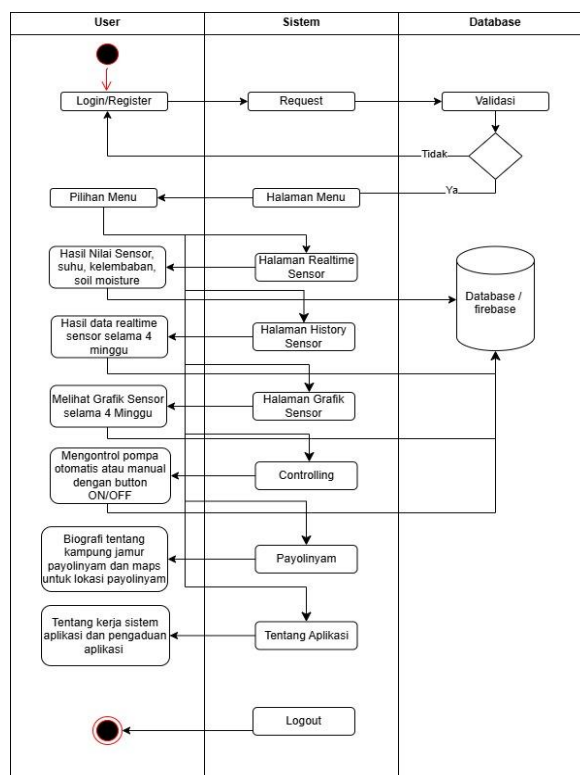 User
Sistem
Database
Login/Register
Request
Validasi
Tidak
Ya
Pilihan Menu
Halaman Menu
Hasil Nilai Sensor,
suhu, kelembaban,
soil moisture
Halaman Realtime
Sensor
Database /
firebase
Hasil data realtime
sensor selama 4
minggu
Halaman History
Sensor
Melihat Grafik Sensor
selama 4 Minggu
Halaman Grafik
Sensor
Mengontrol pompa
otomatis atau manual
dengan button
ON/OFF
Controlling
Biografi tentang
kampung jamur
payolinyam dan maps
untuk lokasi payolinyam
Payolinyam
Tentang kerja sistem
aplikasi dan pengaduan
aplikasi
Tentang Aplikasi
Logout